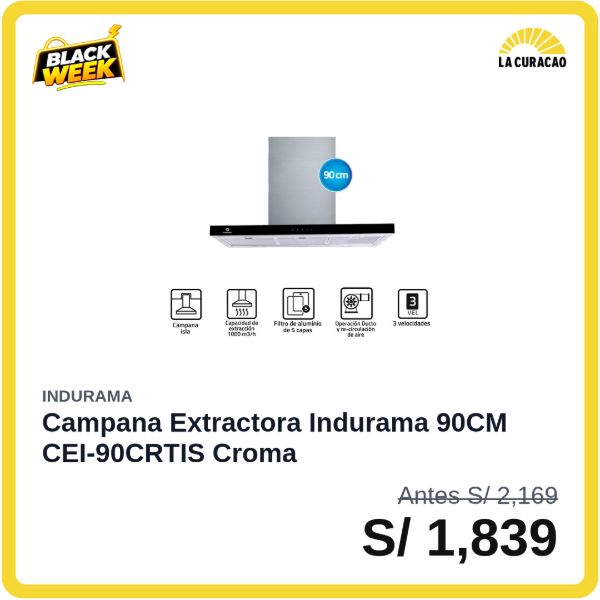 BLACK
WEEK
LA CURACAO
90 cm
Campana
isla
Capacidad de
extracción
1000 m3/h
Filtro de aluminio
de 5 capas
Operación Ducto
y re-circulación
de aire
3
VEL
3 velocidades
INDURAMA
Campana Extractora Indurama 90CM
CEI-90CRTIS Croma
Antes S/ 2,169
S/ 1,839